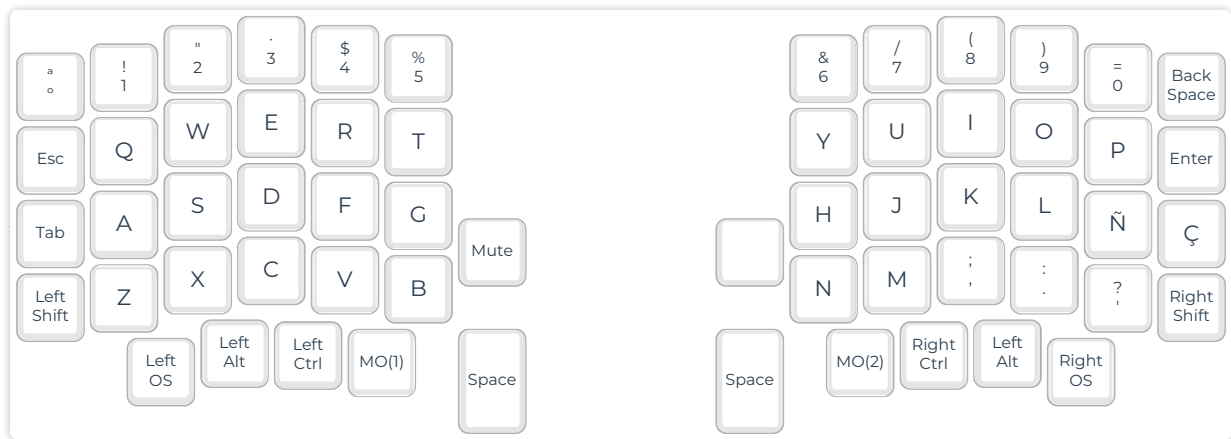 ª
º
!
1
"
2
·
3
$
4
%
5
&
6
/
7
(
8
)
9
=
0
Back
Space
Esc
Q
W
E
R
T
Y
U
I
O
P
Enter
Tab
A
S
D
F
G
Mute
H
J
K
L
Ñ
Ç
Left
Shift
Z
X
C
V
B
N
M
;
,
:
.
?
'
Right
Shift
Left
OS
Left
Alt
Left
Ctrl
MO(1)
Space
Space
MO(2)
Right
Ctrl
Left
Alt
Right
OS